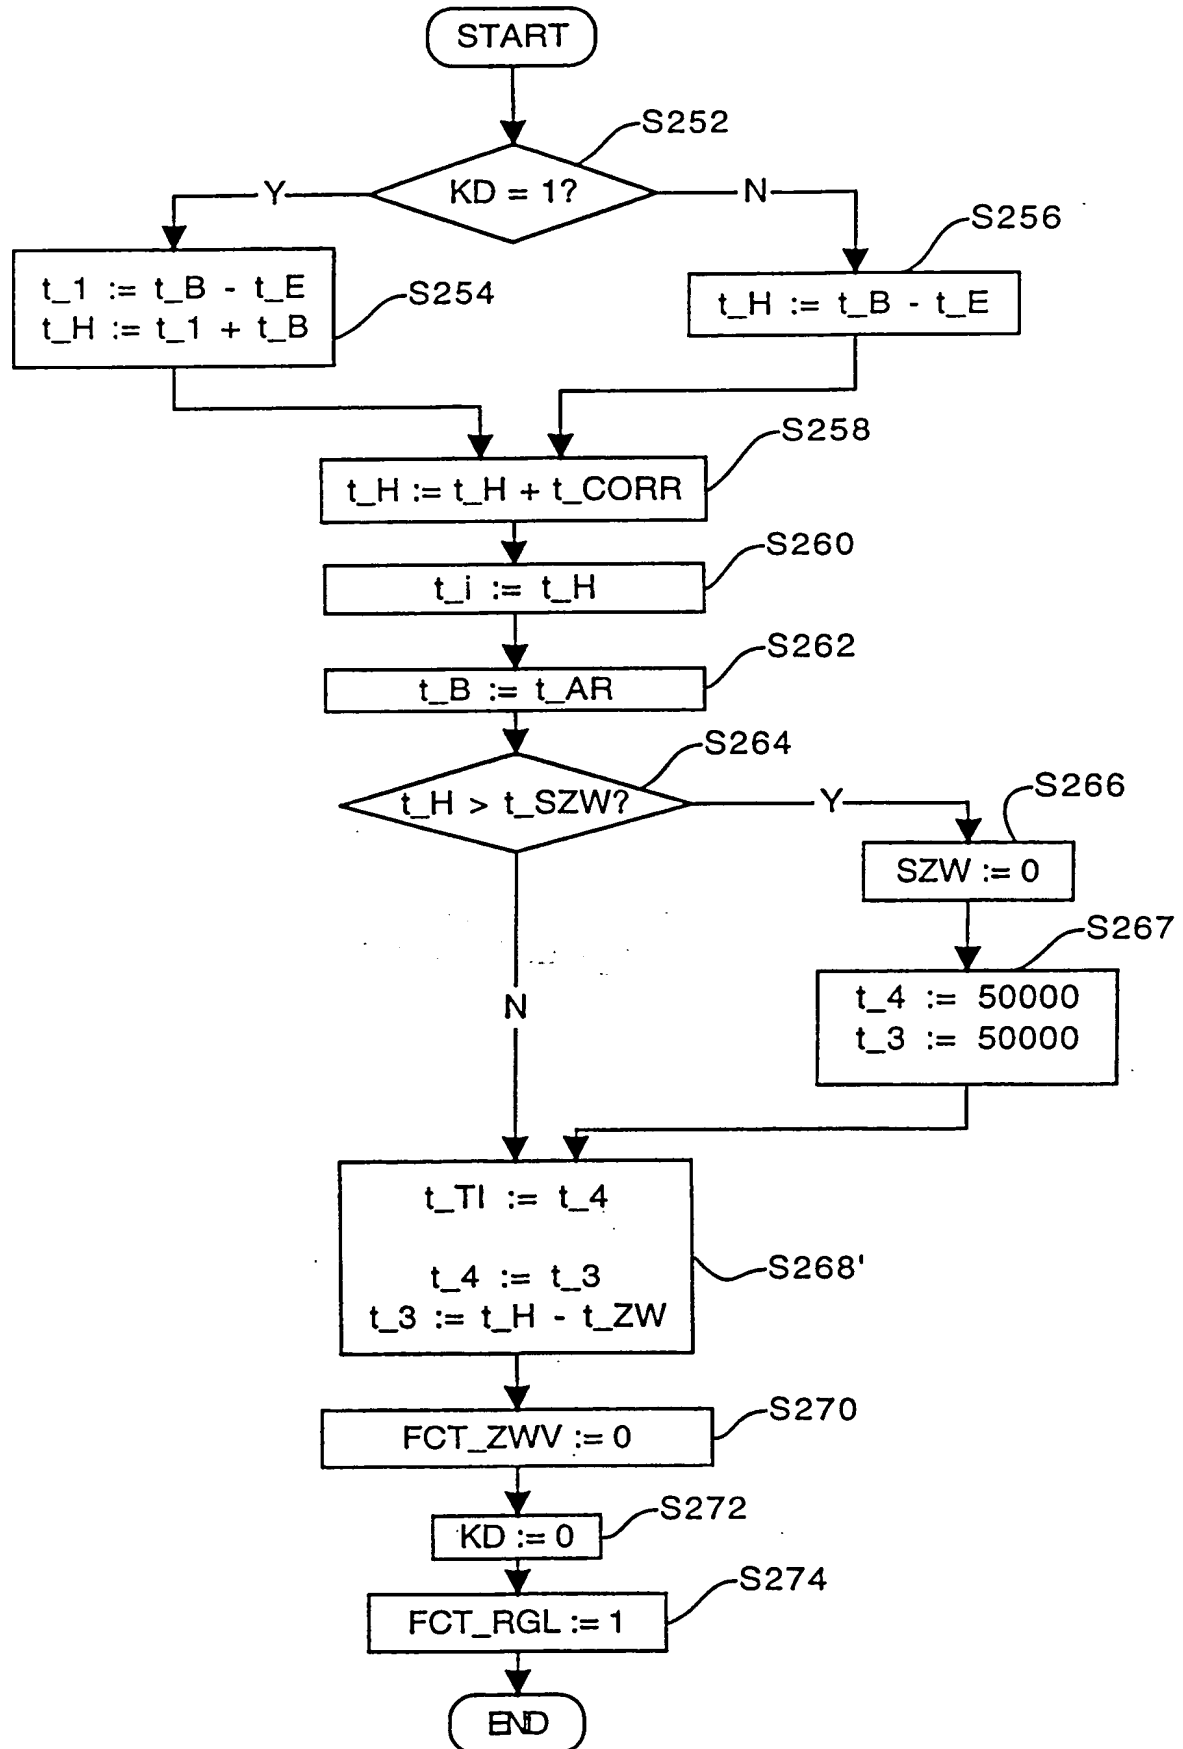 START
S252
KD = 1?
Y
N
S256
t_1 := t_B - t_E
t_H := t_1 + t_B
S254
t_H := t_B - t_E
S258
t_H := t_H + t_CORR
S260
t_i := t_H
S262
t_B := t_AR
S264
t_H > t_SZW?
Y
S266
SZW := 0
S267
t_4 := 50000
t_3 := 50000
N
t_TI := t_4
t_4 := t_3
t_3 := t_H - t_ZW
S268'
S270
FCT_ZWV := 0
S272
KD := 0
S274
FCT_RGL := 1
END